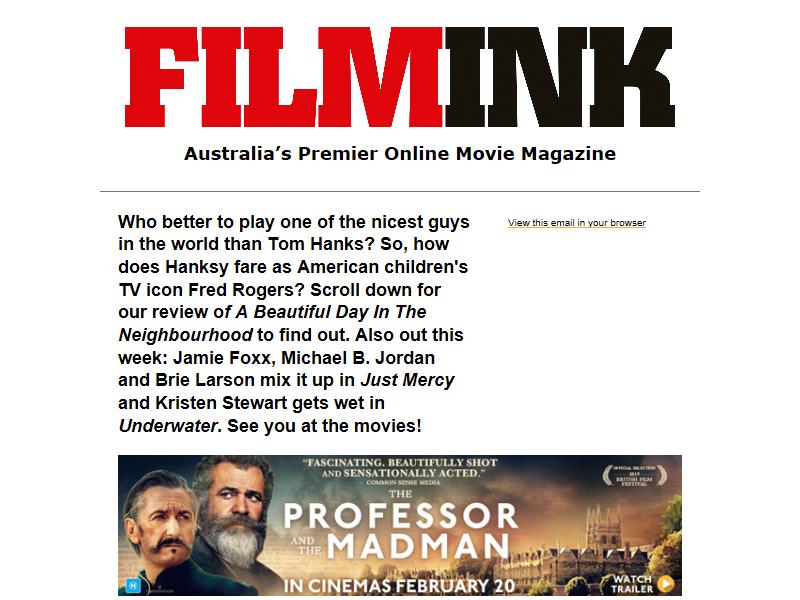 FILMINK
Australia's Premier Online Movie Magazine
Who better to play one of the nicest guys
in the world than Tom Hanks? So, how
does Hanksy fare as American children's
TV icon Fred Rogers? Scroll down for
our review of A Beautiful Day In The
Neighbourhood to find out. Also out this
week: Jamie Foxx, Michael B. Jordan
and Brie Larson mix it up in Just Mercy
and Kristen Stewart gets wet in
Underwater. See you at the movies!
View this email in your browser
"FASCINATING. BEAUTIFULLY SHOT
AND SENSATIONALLY ACTED."
COMMON SENSE MEDIA
THE
PROFESSOR
AND THE
MADMAN
IN CINEMAS FEBRUARY 20
OFFICIAL SELECTION
2019
BRITISH FILM
FESTIVAL
M
WATCH
TRAILER